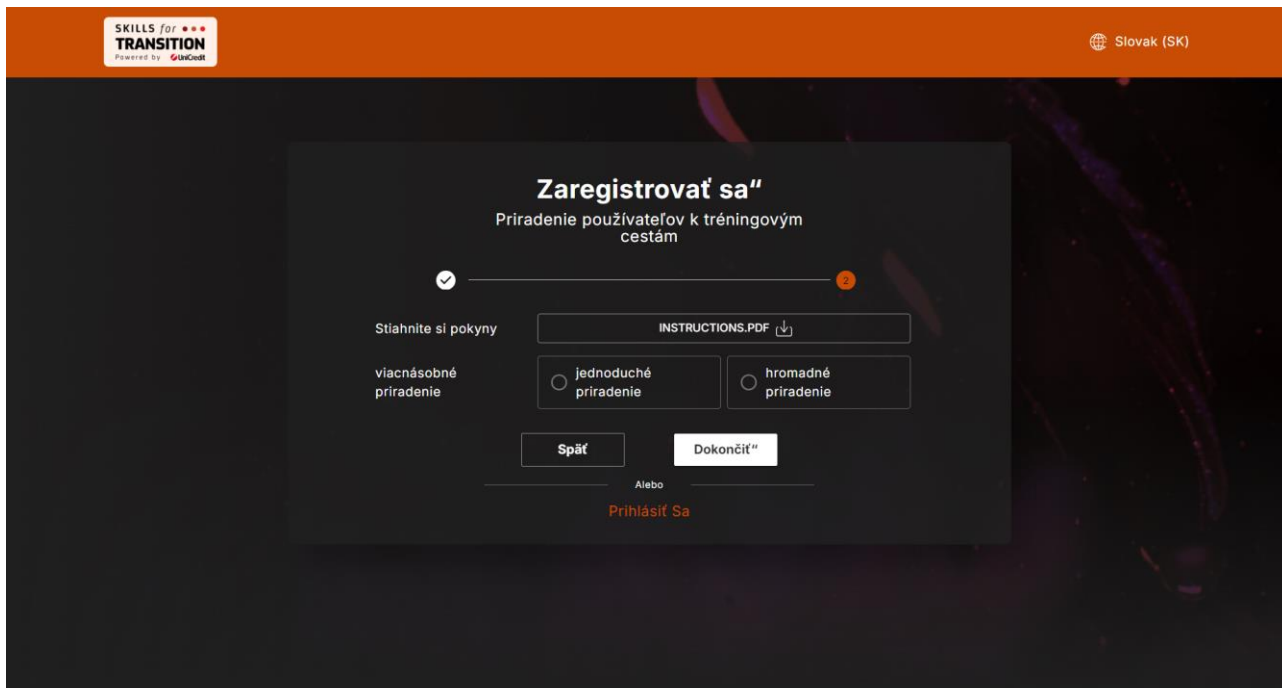 SKILLS for
TRANSITION
Powered by UniCredit
Slovak (SK)
Zaregistrovať sa“
Priradenie používateľov k tréningovým
cestám
2
Stiahnite si pokyny
INSTRUCTIONS.PDF
viacnásobné
priradenie
jednoduché
priradenie
hromadné
priradenie
Späť
Dokončiť“
Alebo
Prihlásiť Sa